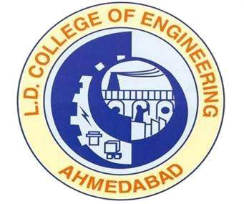 L.D. COLLEGE OF ENGINEERING
AHMEDABAD